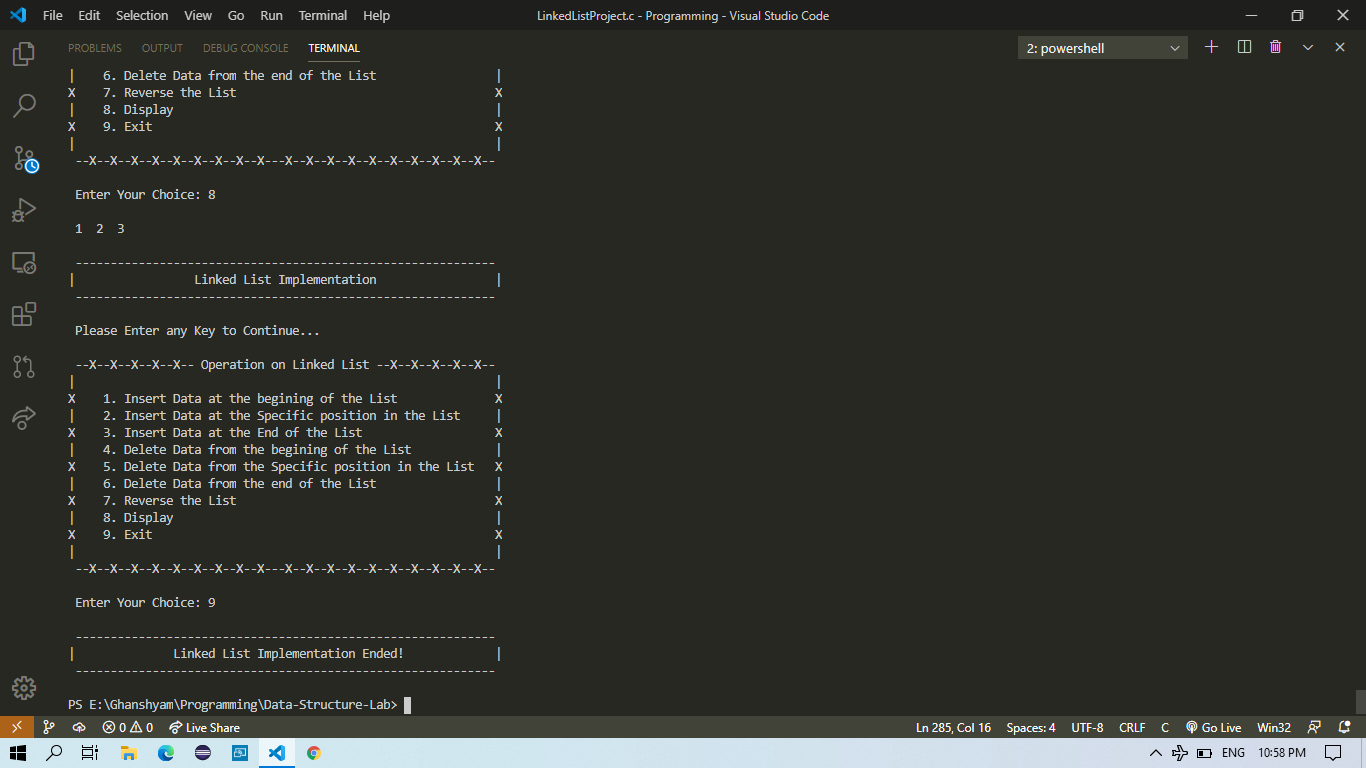 File Edit Selection View Go Run Terminal Help LinkedListProject.c - Programming - Visual Studio Code
PROBLEMS OUTPUT DEBUG CONSOLE TERMINAL 2: powershell
| 6. Delete Data from the end of the List |
X 7. Reverse the List X
| 8. Display |
X 9. Exit X
| |
--X--X--X--X--X--X--X--X--X---X--X--X--X--X--X--X--X--X--X--
Enter Your Choice: 8
1 2 3
------------------------------------------------------------
| Linked List Implementation |
------------------------------------------------------------
Please Enter any Key to Continue...
--X--X--X--X--X-- Operation on Linked List --X--X--X--X--X--
| |
X 1. Insert Data at the begining of the List X
| 2. Insert Data at the Specific position in the List |
X 3. Insert Data at the End of the List X
| 4. Delete Data from the begining of the List |
X 5. Delete Data from the Specific position in the List X
| 6. Delete Data from the end of the List |
X 7. Reverse the List X
| 8. Display |
X 9. Exit X
| |
--X--X--X--X--X--X--X--X--X---X--X--X--X--X--X--X--X--X--X--
Enter Your Choice: 9
------------------------------------------------------------
| Linked List Implementation Ended! |
------------------------------------------------------------
PS E:\Ghanshyam\Programming\Data-Structure-Lab>
0 0 Live Share Ln 285, Col 16 Spaces: 4 UTF-8 CRLF C Go Live Win32
ENG 10:58 PM